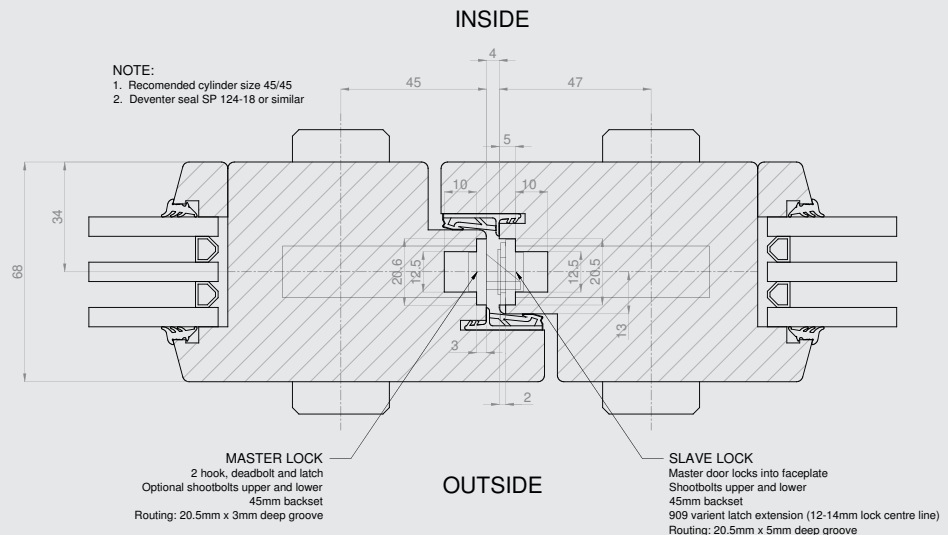 INSIDE
NOTE:
1. Recomended cylinder size 45/45
2. Deventer seal SP 124-18 or similar
4
45
47
5
10
10
34
68
20.6
12.5
12.5
20.5
13
3
2
MASTER LOCK
2 hook, deadbolt and latch
Optional shootbolts upper and lower
45mm backset
Routing: 20.5mm x 3mm deep groove
OUTSIDE
SLAVE LOCK
Master door locks into faceplate
Shootbolts upper and lower
45mm backset
909 varient latch extension (12-14mm lock centre line)
Routing: 20.5mm x 5mm deep groove